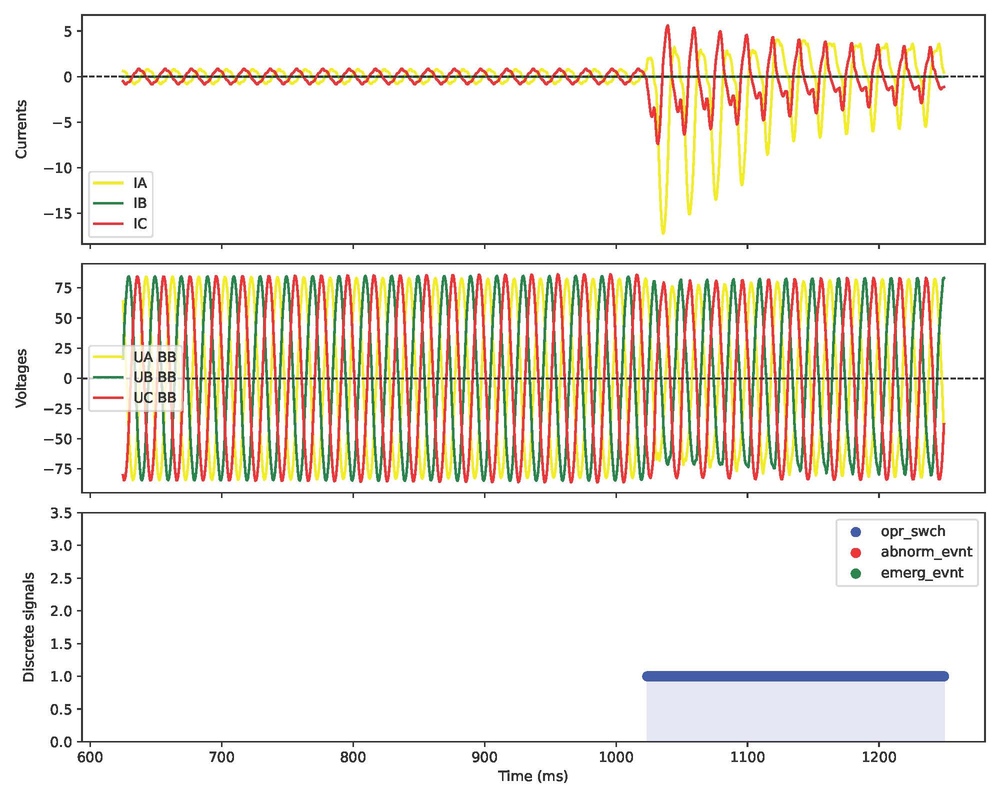 Currents
5
0
−5
−10
−15
IA
IB
IC
Voltages
75
50
25
0
−25
−50
−75
UA BB
UB BB
UC BB
Discrete signals
3.5
3.0
2.5
2.0
1.5
1.0
0.5
0.0
opr_swch
abnorm_evnt
emerg_evnt
600 700 800 900 1000 1100 1200
Time (ms)